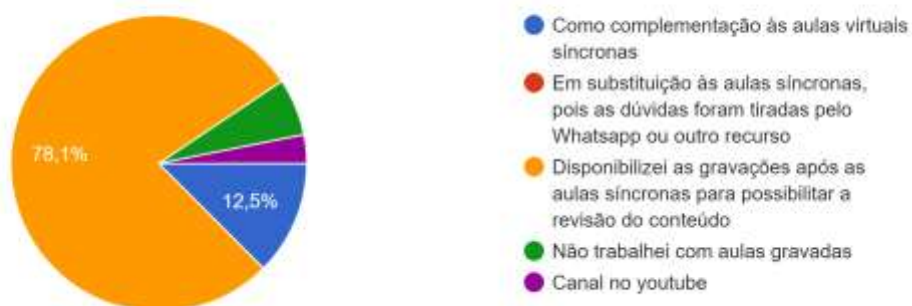 78,1%
12,5%
Como complementação às aulas virtuais
síncronas
Em substituição às aulas síncronas,
pois as dúvidas foram tiradas pelo
Whatsapp ou outro recurso
Disponibilizei as gravações após as
aulas síncronas para possibilitar a
revisão do conteúdo
Não trabalhei com aulas gravadas
Canal no youtube